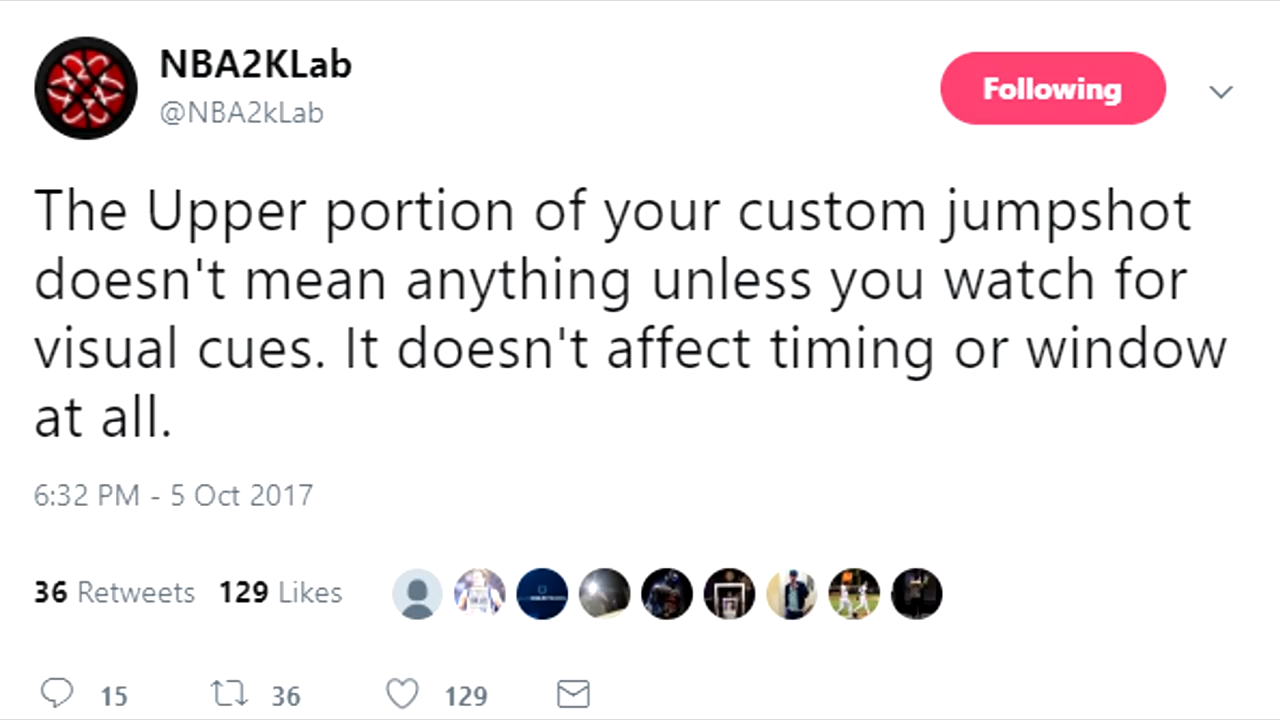 NBA2KLab
@NBA2kLab
Following
The Upper portion of your custom jumpshot
doesn't mean anything unless you watch for
visual cues. It doesn't affect timing or window
at all.
6:32 PM - 5 Oct 2017
36 Retweets 129 Likes
15 36 129